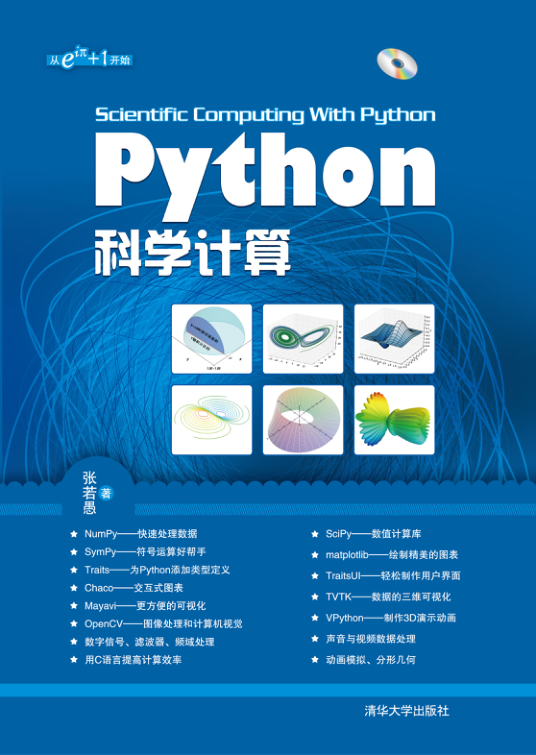 从e^{iπ}+1开始
Scientific Computing With Python
Python
科学计算
张若愚 著
★ NumPy——快速处理数据
★ SymPy——符号运算好帮手
★ Traits——为Python添加类型定义
★ Chaco——交互式图表
★ Mayavi——更方便的可视化
★ OpenCV——图像处理和计算机视觉
★ 数字信号、滤波器、频域处理
★ 用C语言提高计算效率
★ SciPy——数值计算库
★ matplotlib——绘制精美的图表
★ TraitsUI——轻松制作用户界面
★ TVTK——数据的三维可视化
★ VPython——制作3D演示动画
★ 声音与视频数据处理
★ 动画模拟、分形几何
清华大学出版社